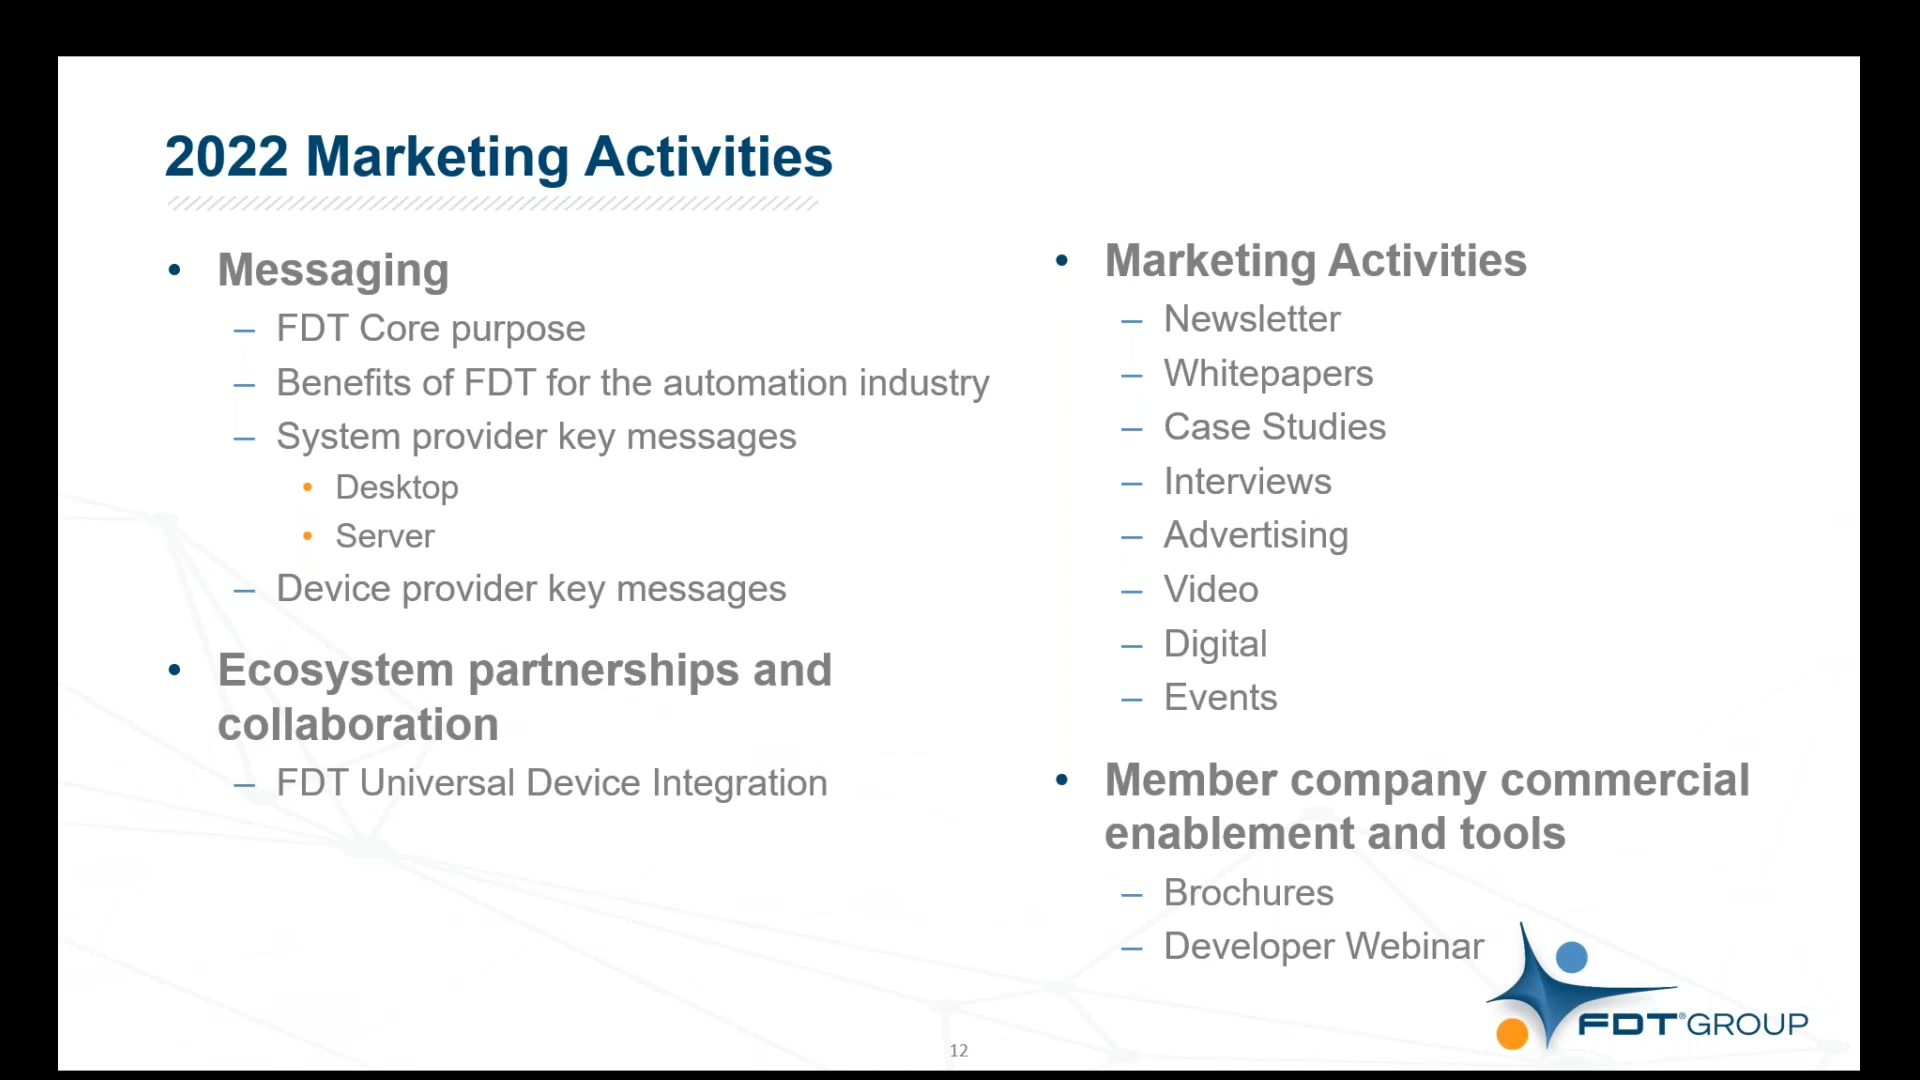 2022 Marketing Activities
• Messaging
– FDT Core purpose
– Benefits of FDT for the automation industry
– System provider key messages
• Desktop
• Server
– Device provider key messages
• Ecosystem partnerships and
collaboration
– FDT Universal Device Integration
• Marketing Activities
– Newsletter
– Whitepapers
– Case Studies
– Interviews
– Advertising
– Video
– Digital
– Events
• Member company commercial
enablement and tools
– Brochures
– Developer Webinar
FDT® GROUP
12